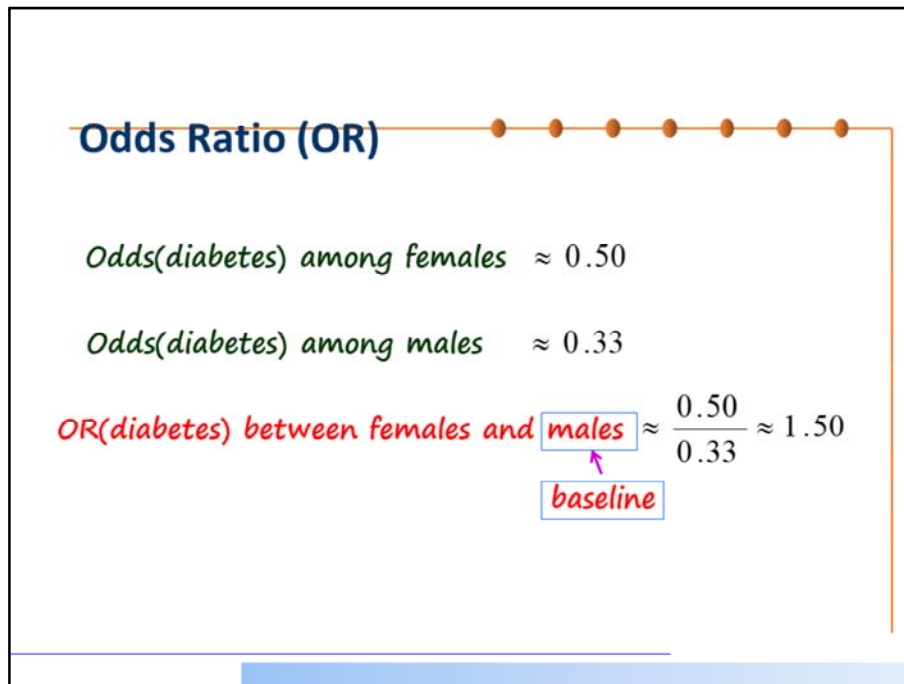 Odds Ratio (OR)
Odds(diabetes) among females ≈ 0.50
Odds(diabetes) among males ≈ 0.33
OR(diabetes) between females and males ≈ 0.50 / 0.33 ≈ 1.50
baseline